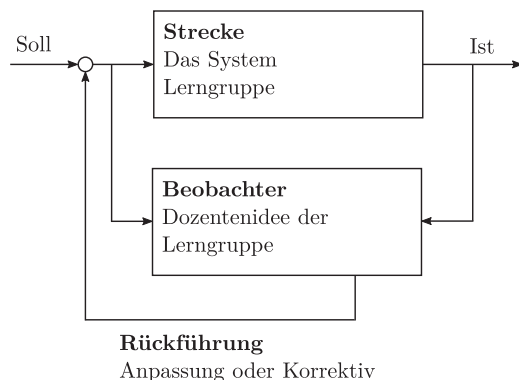 Soll
Strecke
Das System
Lerngruppe
Ist
Beobachter
Dozentenidee der
Lerngruppe
Rückführung
Anpassung oder Korrektiv